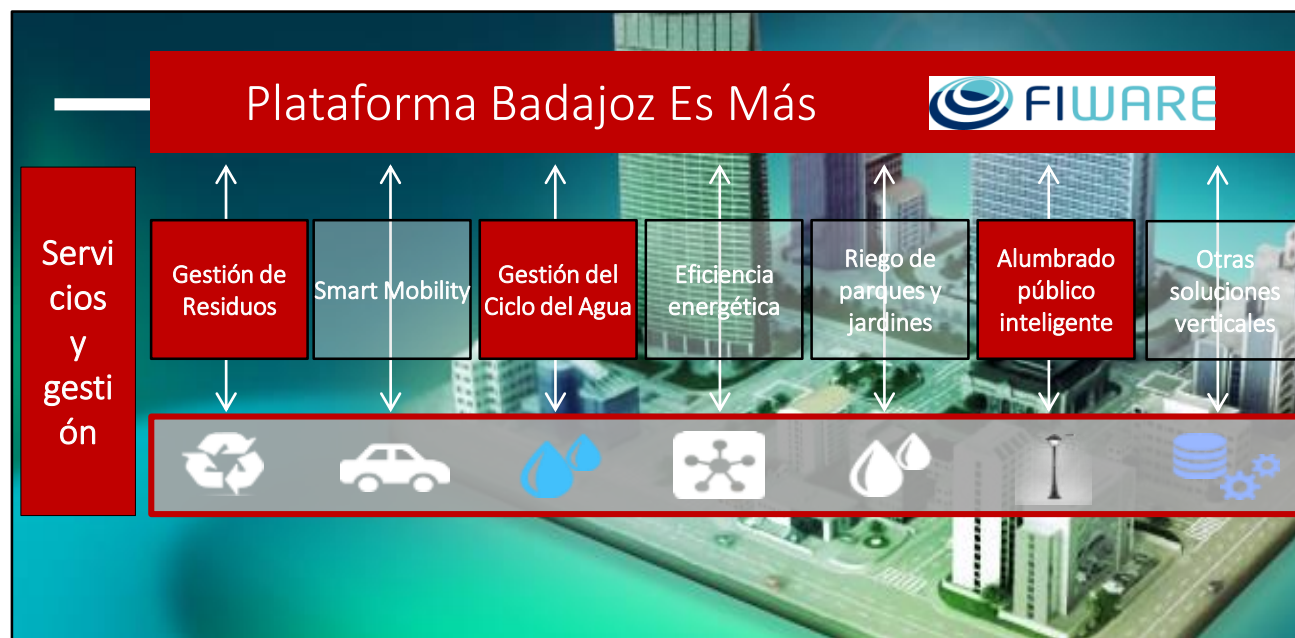 Plataforma Badajoz Es Más
FIWARE
Servi
cios
y
gesti
ón
Gestión de
Residuos
Smart Mobility
Gestión del
Ciclo del Agua
Eficiencia
energética
Riego de
parques y
jardines
Alumbrado
público
inteligente
Otras
soluciones
verticales